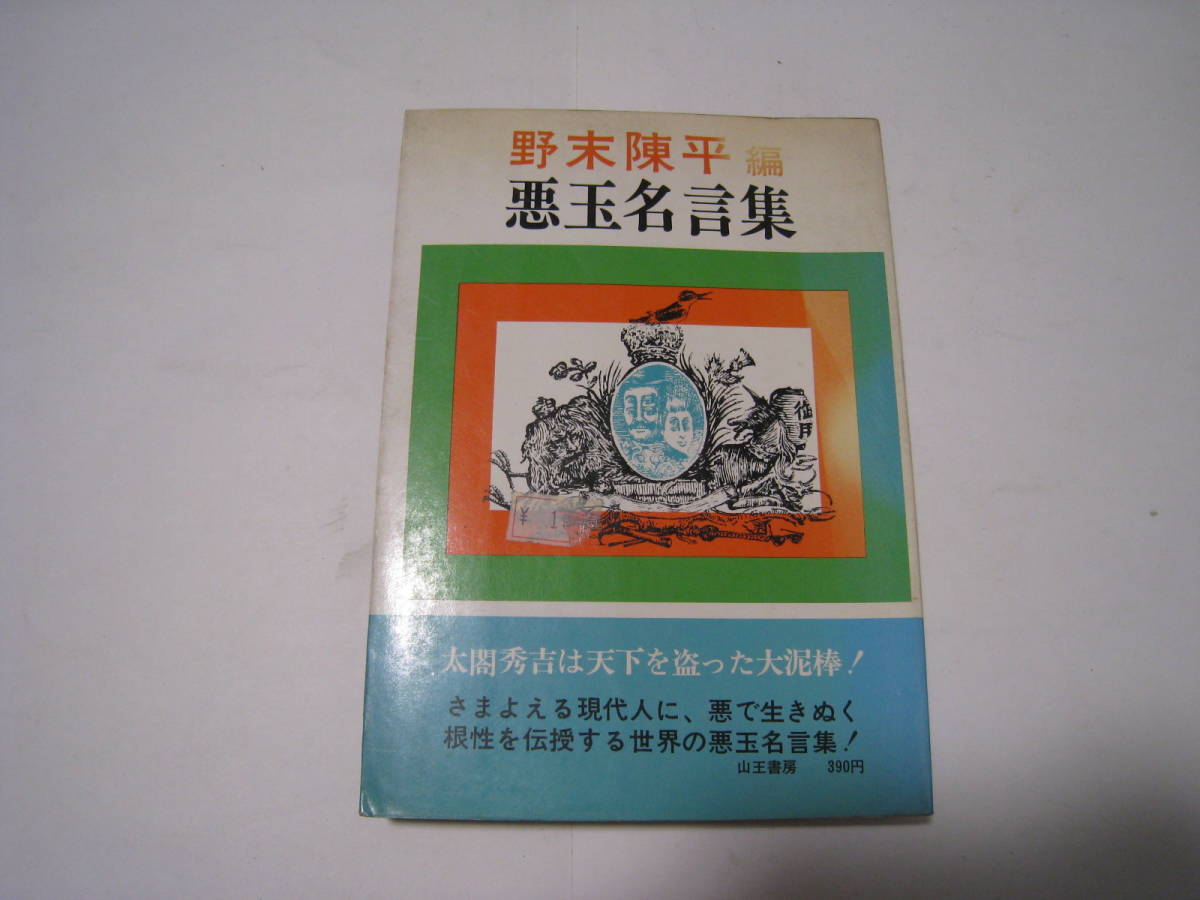 野末陳平 編
悪玉名言集
御用
¥ 1
太閤秀吉は天下を盗った大泥棒!
さまよえる現代人に、悪で生きぬく
根性を伝授する世界の悪玉名言集!
山王書房 390円